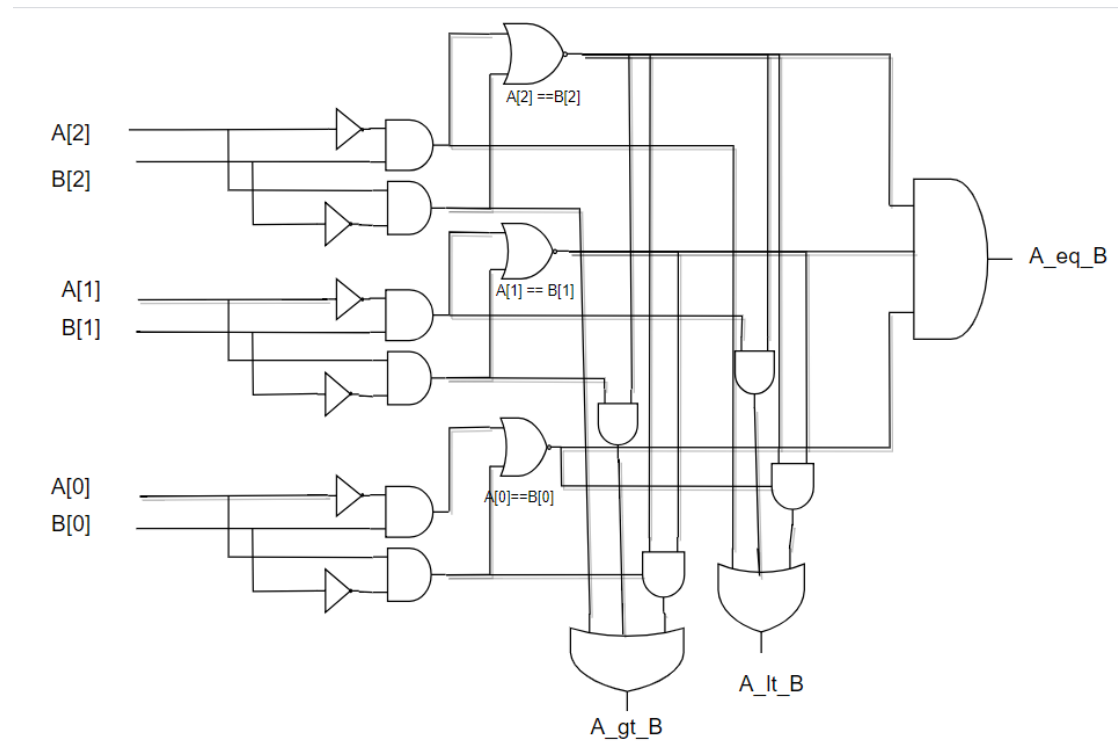 A[2] ==B[2]
A[2]
B[2]
A_eq_B
A[1]
A[1] == B[1]
B[1]
A[0]
A[0]==B[0]
B[0]
A_lt_B
A_gt_B